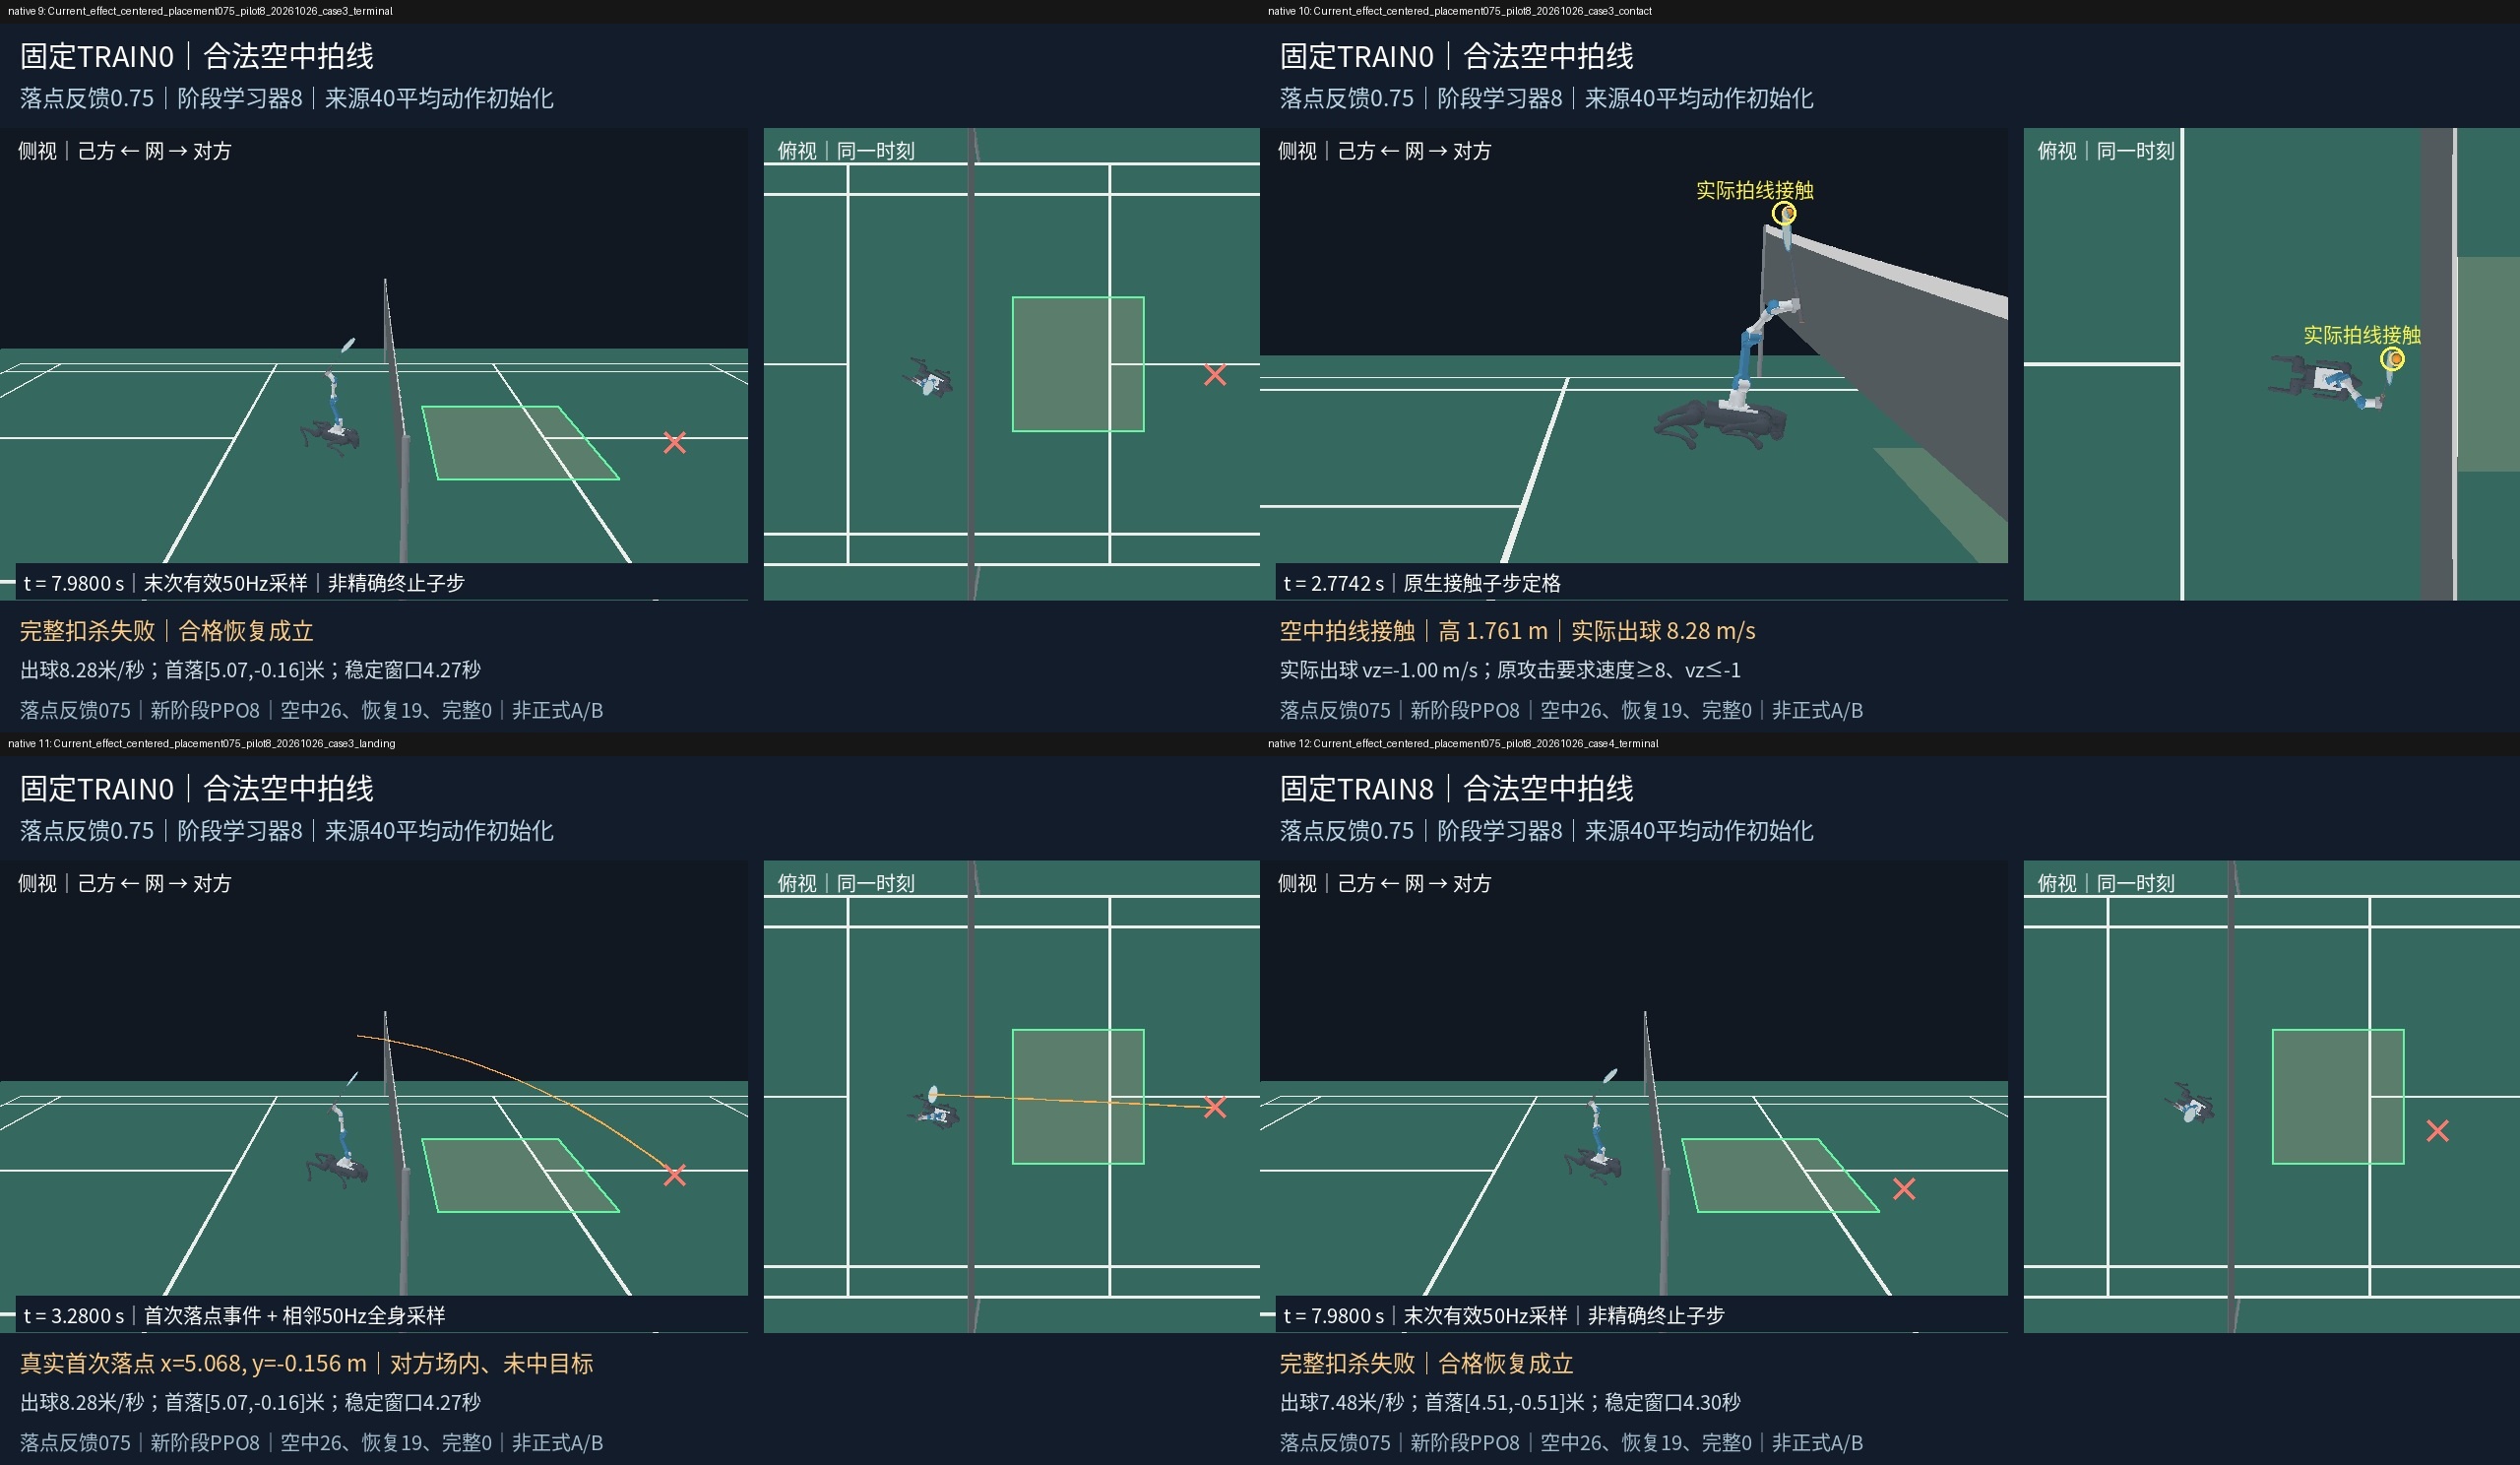 native 9: Current_effect_centered_placement075_pilot8_20261026_case3_terminal
固定TRAIN0｜合法空中拍线
落点反馈0.75｜阶段学习器8｜来源40平均动作初始化
侧视｜己方 ← 网 → 对方
俯视｜同一时刻
t = 7.9800 s｜末次有效50Hz采样｜非精确终止子步
完整扣杀失败｜合格恢复成立
出球8.28米/秒；首落[5.07,-0.16]米；稳定窗口4.27秒
落点反馈075｜新阶段PPO8｜空中26、恢复19、完整0｜非正式A/B
native 10: Current_effect_centered_placement075_pilot8_20261026_case3_contact
固定TRAIN0｜合法空中拍线
落点反馈0.75｜阶段学习器8｜来源40平均动作初始化
侧视｜己方 ← 网 → 对方
实际拍线接触
俯视｜同一时刻
实际拍线接触
t = 2.7742 s｜原生接触子步定格
空中拍线接触｜高 1.761 m｜实际出球 8.28 m/s
实际出球 vz=-1.00 m/s；原攻击要求速度≥8、vz≤-1
落点反馈075｜新阶段PPO8｜空中26、恢复19、完整0｜非正式A/B
native 11: Current_effect_centered_placement075_pilot8_20261026_case3_landing
固定TRAIN0｜合法空中拍线
落点反馈0.75｜阶段学习器8｜来源40平均动作初始化
侧视｜己方 ← 网 → 对方
俯视｜同一时刻
t = 3.2800 s｜首次落点事件 + 相邻50Hz全身采样
真实首次落点 x=5.068, y=-0.156 m｜对方场内、未中目标
出球8.28米/秒；首落[5.07,-0.16]米；稳定窗口4.27秒
落点反馈075｜新阶段PPO8｜空中26、恢复19、完整0｜非正式A/B
native 12: Current_effect_centered_placement075_pilot8_20261026_case4_terminal
固定TRAIN8｜合法空中拍线
落点反馈0.75｜阶段学习器8｜来源40平均动作初始化
侧视｜己方 ← 网 → 对方
俯视｜同一时刻
t = 7.9800 s｜末次有效50Hz采样｜非精确终止子步
完整扣杀失败｜合格恢复成立
出球7.48米/秒；首落[4.51,-0.51]米；稳定窗口4.30秒
落点反馈075｜新阶段PPO8｜空中26、恢复19、完整0｜非正式A/B